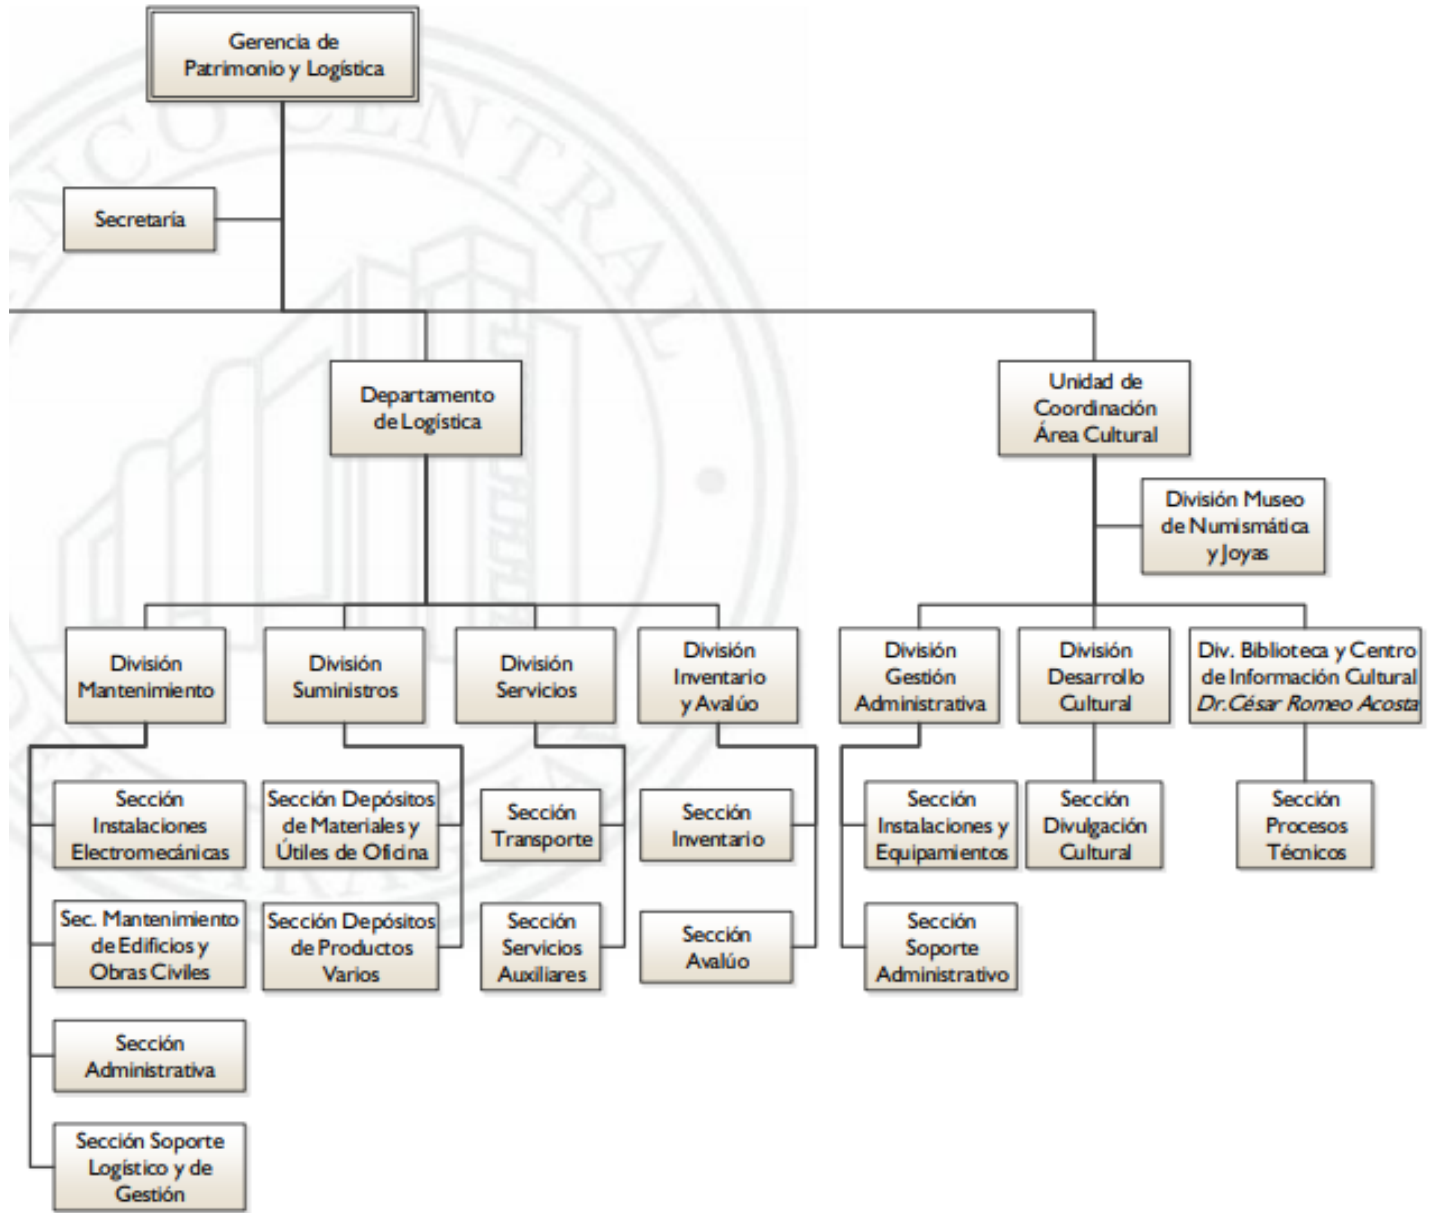 Gerencia de
Patrimonio y Logística
Secretaría
Departamento
de Logística
Unidad de
Coordinación
Área Cultural
División Museo
de Numismática
y Joyas
División
Mantenimiento
División
Suministros
División
Servicios
División
Inventario
y Avalúo
División
Gestión
Administrativa
División
Desarrollo
Cultural
Div. Biblioteca y Centro
de Información Cultural
Dr.César Romeo Acosta
Sección
Instalaciones
Electromecánicas
Sección Depósitos
de Materiales y
Útiles de Oficina
Sección
Transporte
Sección
Inventario
Sección
Instalaciones y
Equipamientos
Sección
Divulgación
Cultural
Sección
Procesos
Técnicos
Sec. Mantenimiento
de Edificios y
Obras Civiles
Sección Depósitos
de Productos
Varios
Sección
Servicios
Auxiliares
Sección
Avalúo
Sección
Soporte
Administrativo
Sección
Administrativa
Sección Soporte
Logístico y de
Gestión
BANCO CENTRAL